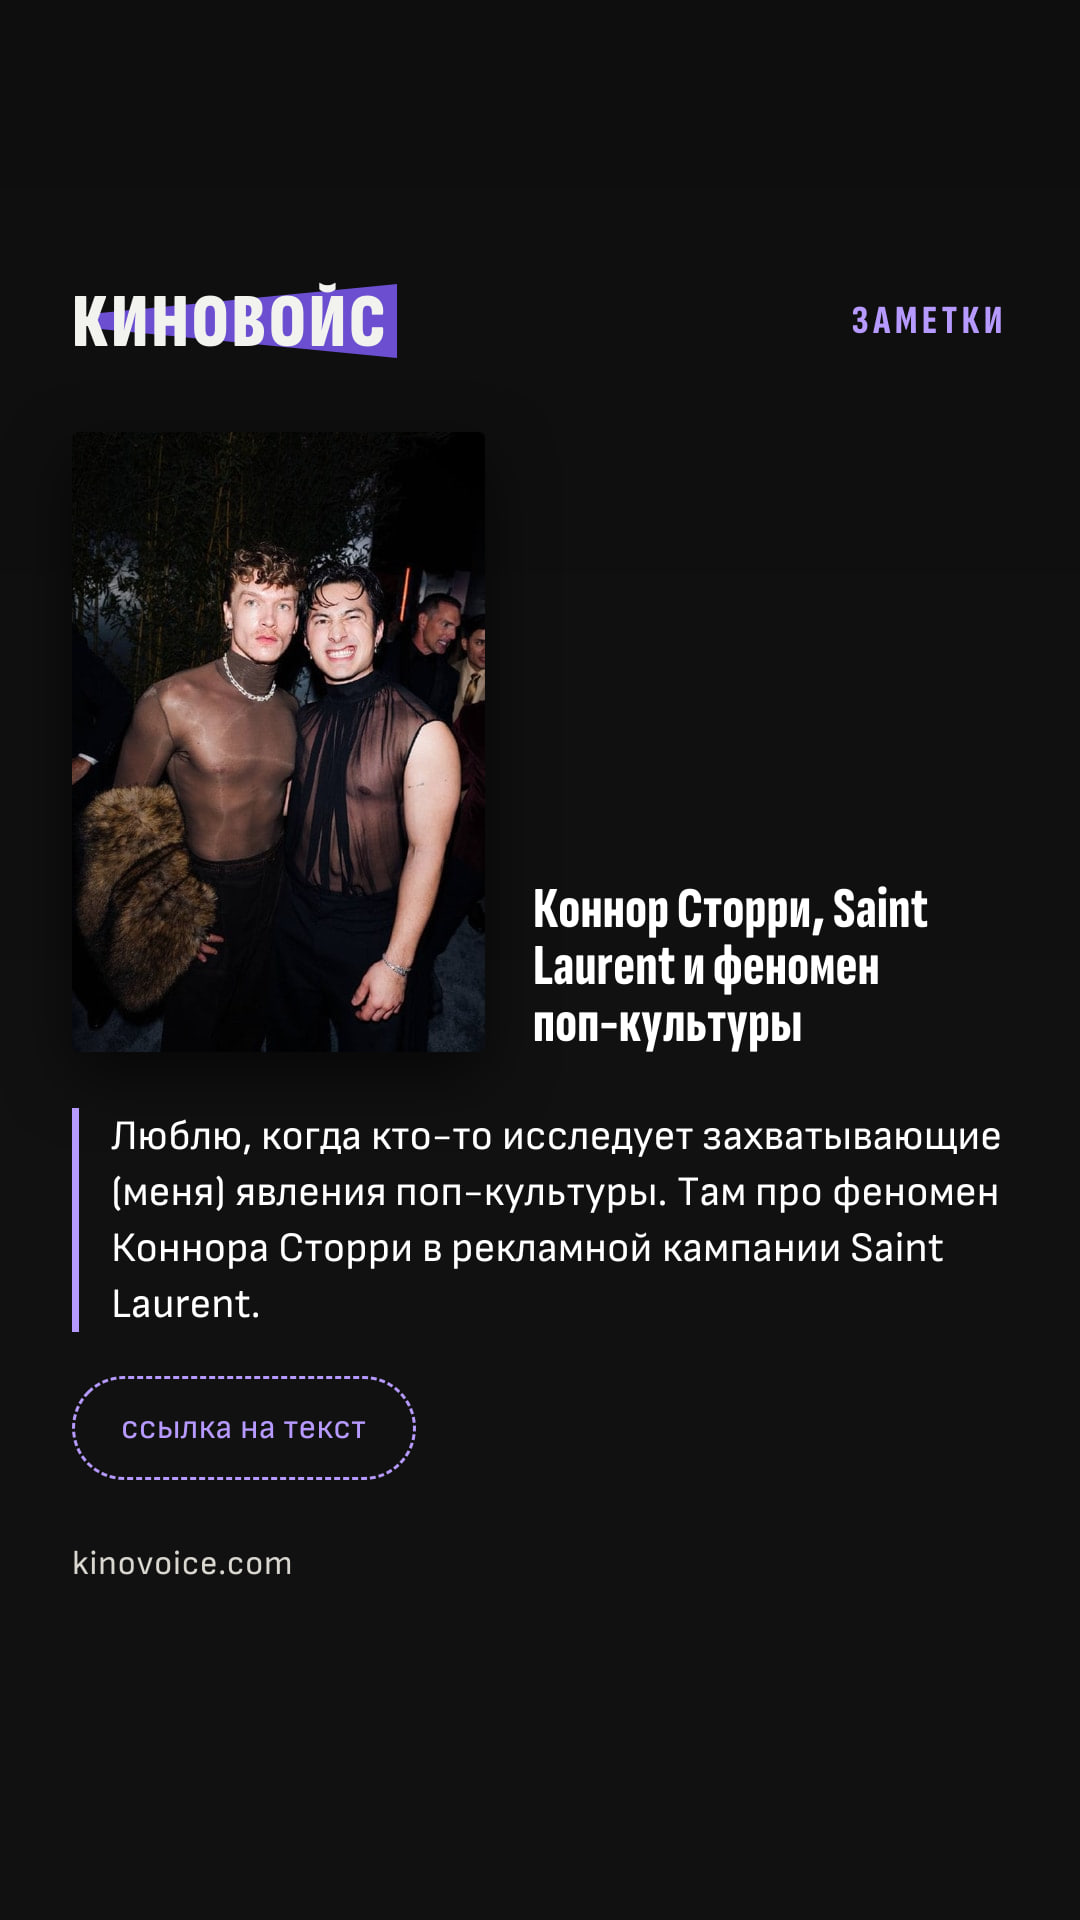 КИНОВОЙС
ЗАМЕТКИ
Коннор Сторри, Saint
Laurent и феномен
поп-культуры
Люблю, когда кто-то исследует захватывающие
(меня) явления поп-культуры. Там про феномен
Коннора Сторри в рекламной кампании Saint
Laurent.
ссылка на текст
kinovoice.com